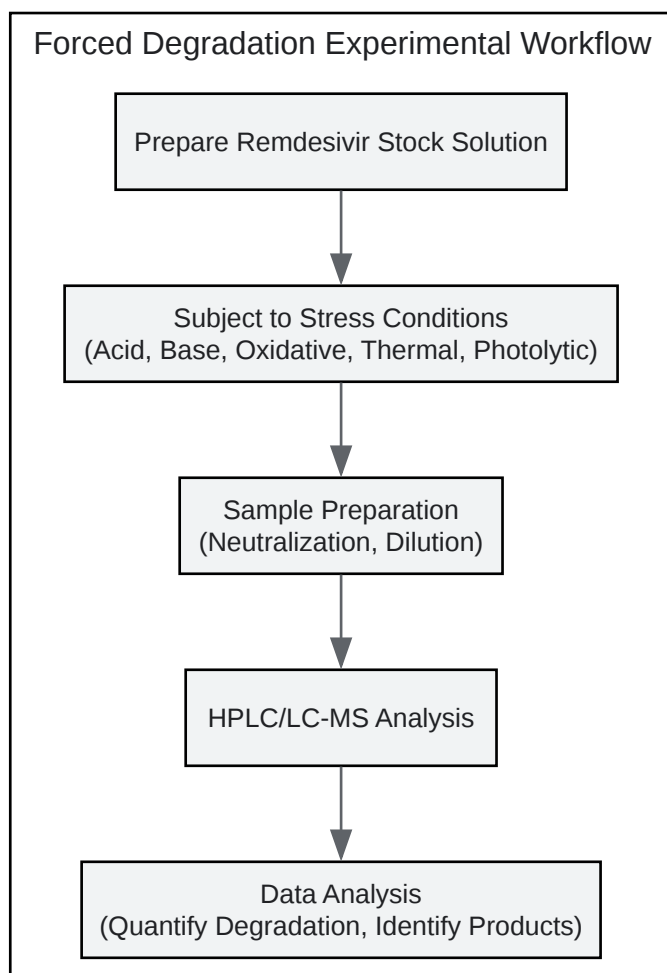 Forced Degradation Experimental Workflow
Prepare Remdesivir Stock Solution
Subject to Stress Conditions
(Acid, Base, Oxidative, Thermal, Photolytic)
Sample Preparation
(Neutralization, Dilution)
HPLC/LC-MS Analysis
Data Analysis
(Quantify Degradation, Identify Products)